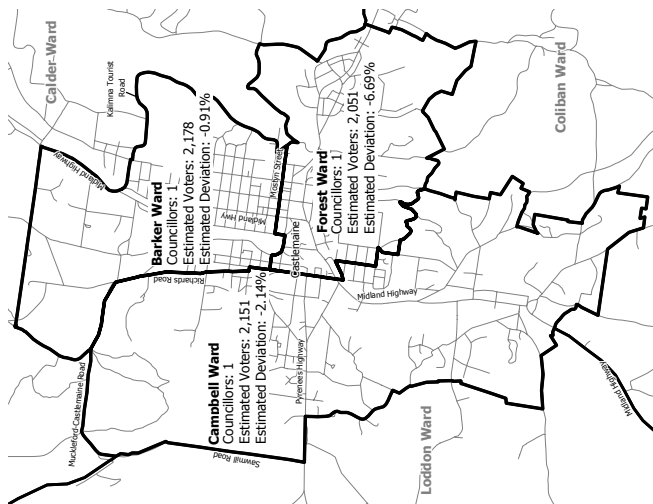 Calder Ward
Kalimna Tourist
Road
Midland Highway
Barker Ward
Councillors: 1
Estimated Voters: 2,178
Estimated Deviation: -0.91%
Midland Hwy
Mostyn Street
Richards Road
Castlemaine
Forest Ward
Councillors: 1
Estimated Voters: 2,051
Estimated Deviation: -6.69%
Coliban Ward
Muckleford-Castlemaine Road
Campbell Ward
Councillors: 1
Estimated Voters: 2,151
Estimated Deviation: -2.14%
Sawmill Road
Pyrenees Highway
Midland Highway
Loddon Ward
Midland Highway